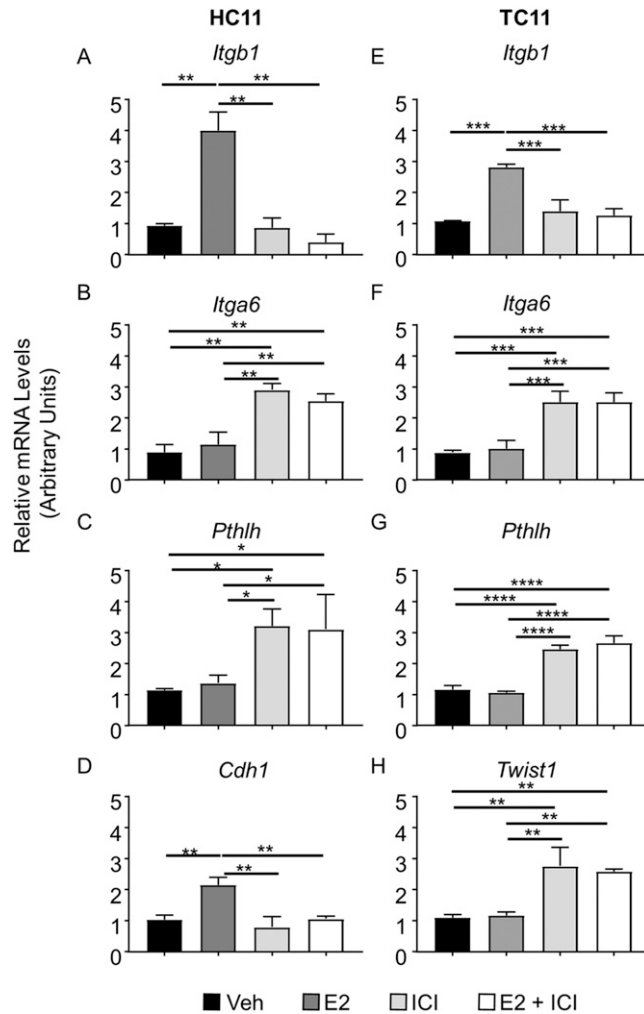 HC11 TC11
A Itgb1 E Itgb1
** ** ** *** *** ***
5 4 3 2 1 0 5 4 3 2 1 0
B Itga6 F Itga6
** ** ** ** *** *** *** ***
5 4 3 2 1 0 5 4 3 2 1 0
Relative mRNA Levels
(Arbitrary Units)
C Pthlh G Pthlh
* * * * **** **** **** ****
5 4 3 2 1 0 5 4 3 2 1 0
D Cdh1 H Twist1
** ** ** ** ** ** **
5 4 3 2 1 0 5 4 3 2 1 0
Veh E2 ICI E2 + ICI